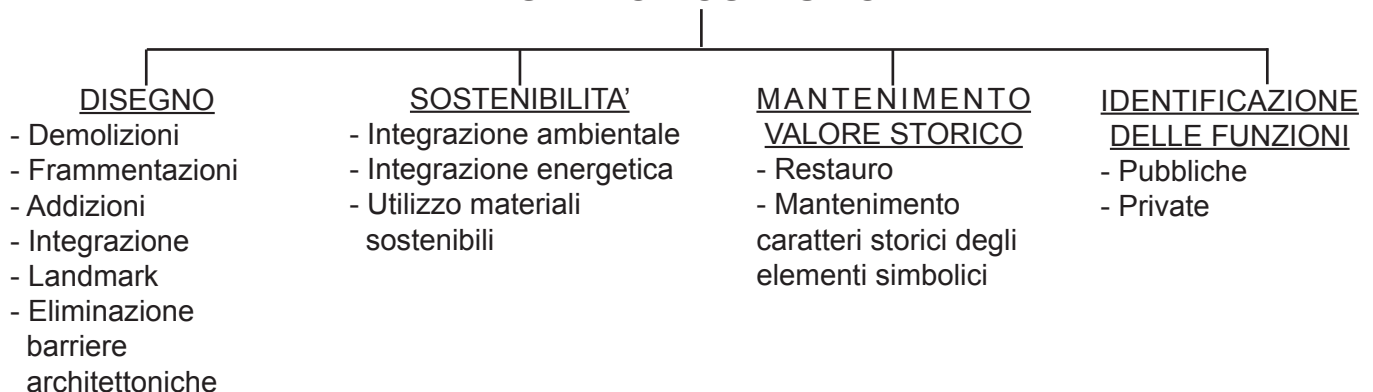 DISEGNO
- Demolizioni
- Frammentazioni
- Addizioni
- Integrazione
- Landmark
- Eliminazione
barriere
architettoniche
SOSTENIBILITA'
- Integrazione ambientale
- Integrazione energetica
- Utilizzo materiali
sostenibili
MANTENIMENTO
VALORE STORICO
- Restauro
- Mantenimento
caratteri storici degli
elementi simbolici
IDENTIFICAZIONE
DELLE FUNZIONI
- Pubbliche
- Private